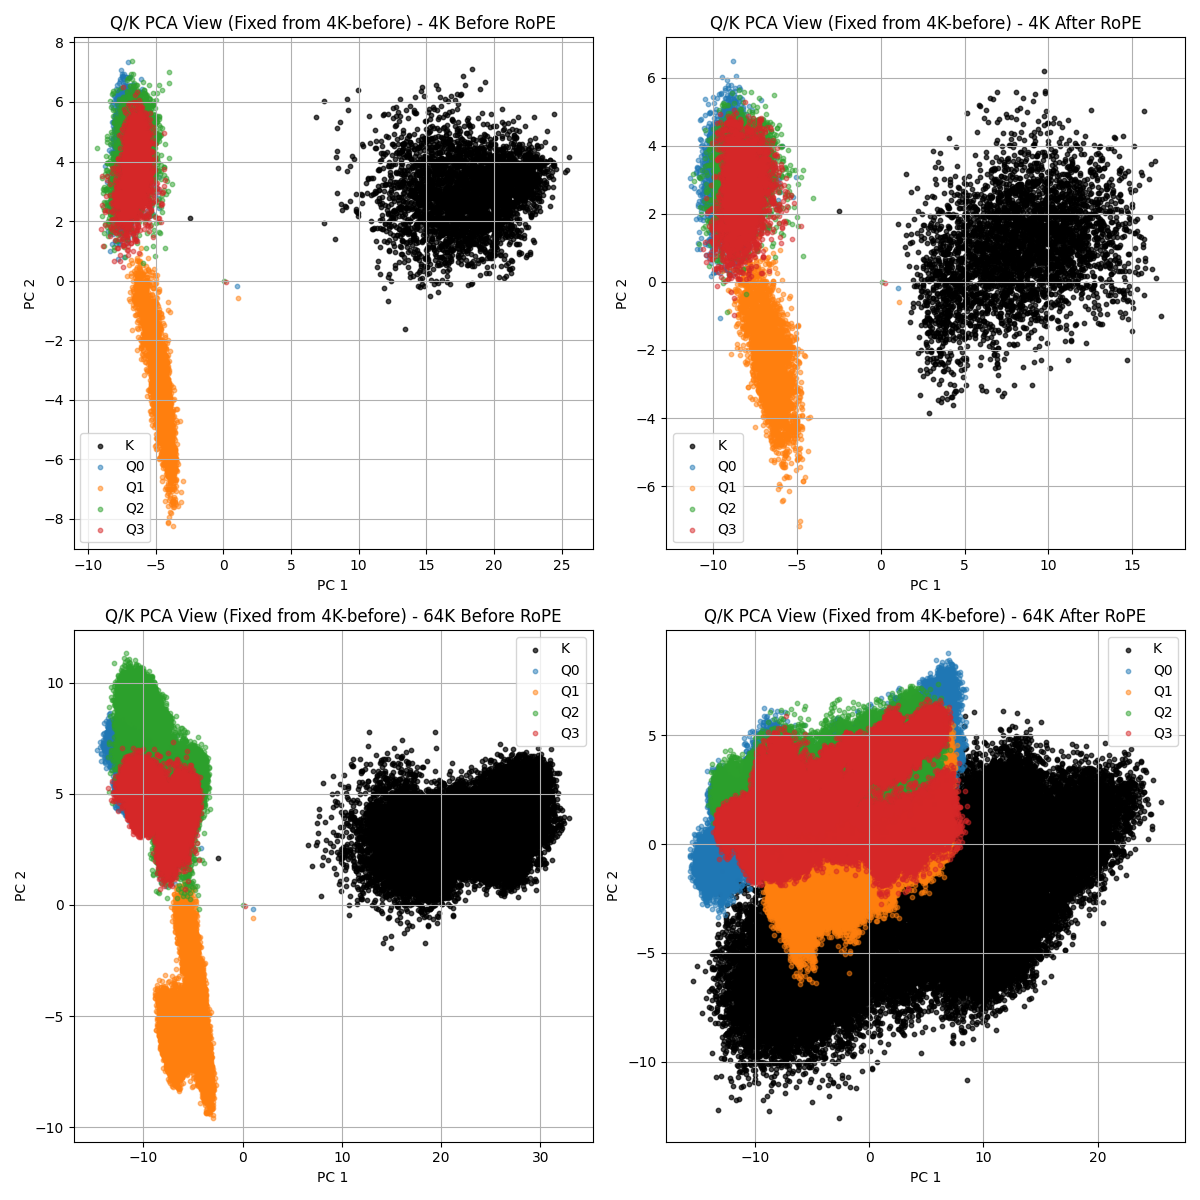 Q/K PCA View (Fixed from 4K-before) - 4K Before RoPE
8
6
4
2
0
−2
−4
−6
−8
PC 2
K
Q0
Q1
Q2
Q3
−10
−5
0
5
10
15
20
25
PC 1
Q/K PCA View (Fixed from 4K-before) - 4K After RoPE
6
4
2
0
−2
−4
−6
PC 2
K
Q0
Q1
Q2
Q3
−10
−5
0
5
10
15
PC 1
Q/K PCA View (Fixed from 4K-before) - 64K Before RoPE
K
Q0
Q1
Q2
Q3
10
5
0
−5
−10
PC 2
−10
0
10
20
30
PC 1
Q/K PCA View (Fixed from 4K-before) - 64K After RoPE
K
Q0
Q1
Q2
Q3
5
0
−5
−10
PC 2
−10
0
10
20
PC 1